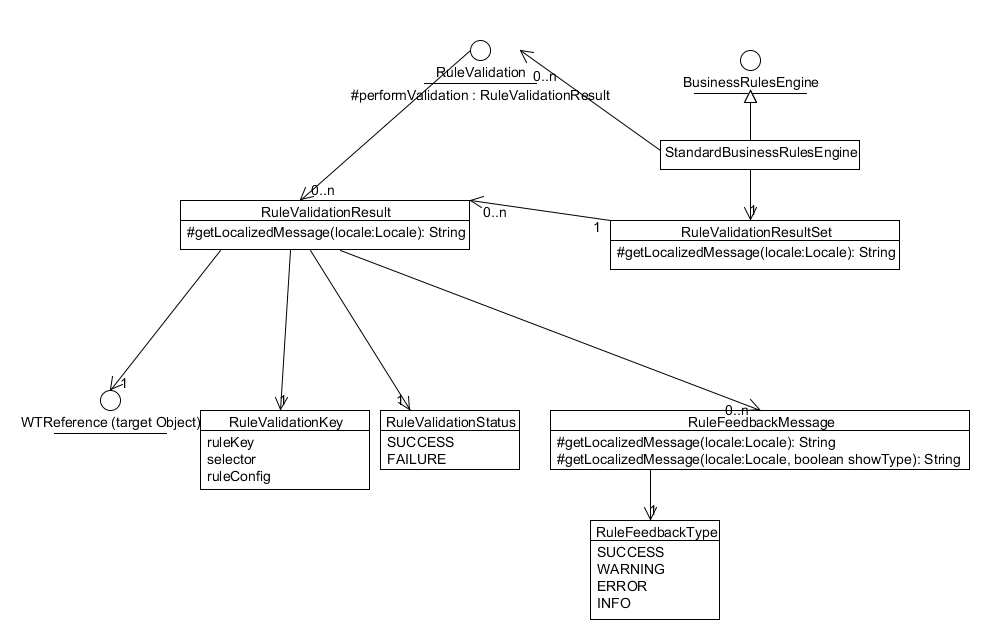 RuleValidation
0..n
#performValidation : RuleValidationResult
BusinessRulesEngine
StandardBusinessRulesEngine
0..n
RuleValidationResult
#getLocalizedMessage(locale:Locale): String
0..n
1
1
RuleValidationResultSet
#getLocalizedMessage(locale:Locale): String
1
WTReference (target Object)
1
RuleValidationKey
ruleKey
selector
ruleConfig
1
RuleValidationStatus
SUCCESS
FAILURE
0..n
RuleFeedbackMessage
#getLocalizedMessage(locale:Locale): String
#getLocalizedMessage(locale:Locale, boolean showType): String
1
RuleFeedbackType
SUCCESS
WARNING
ERROR
INFO